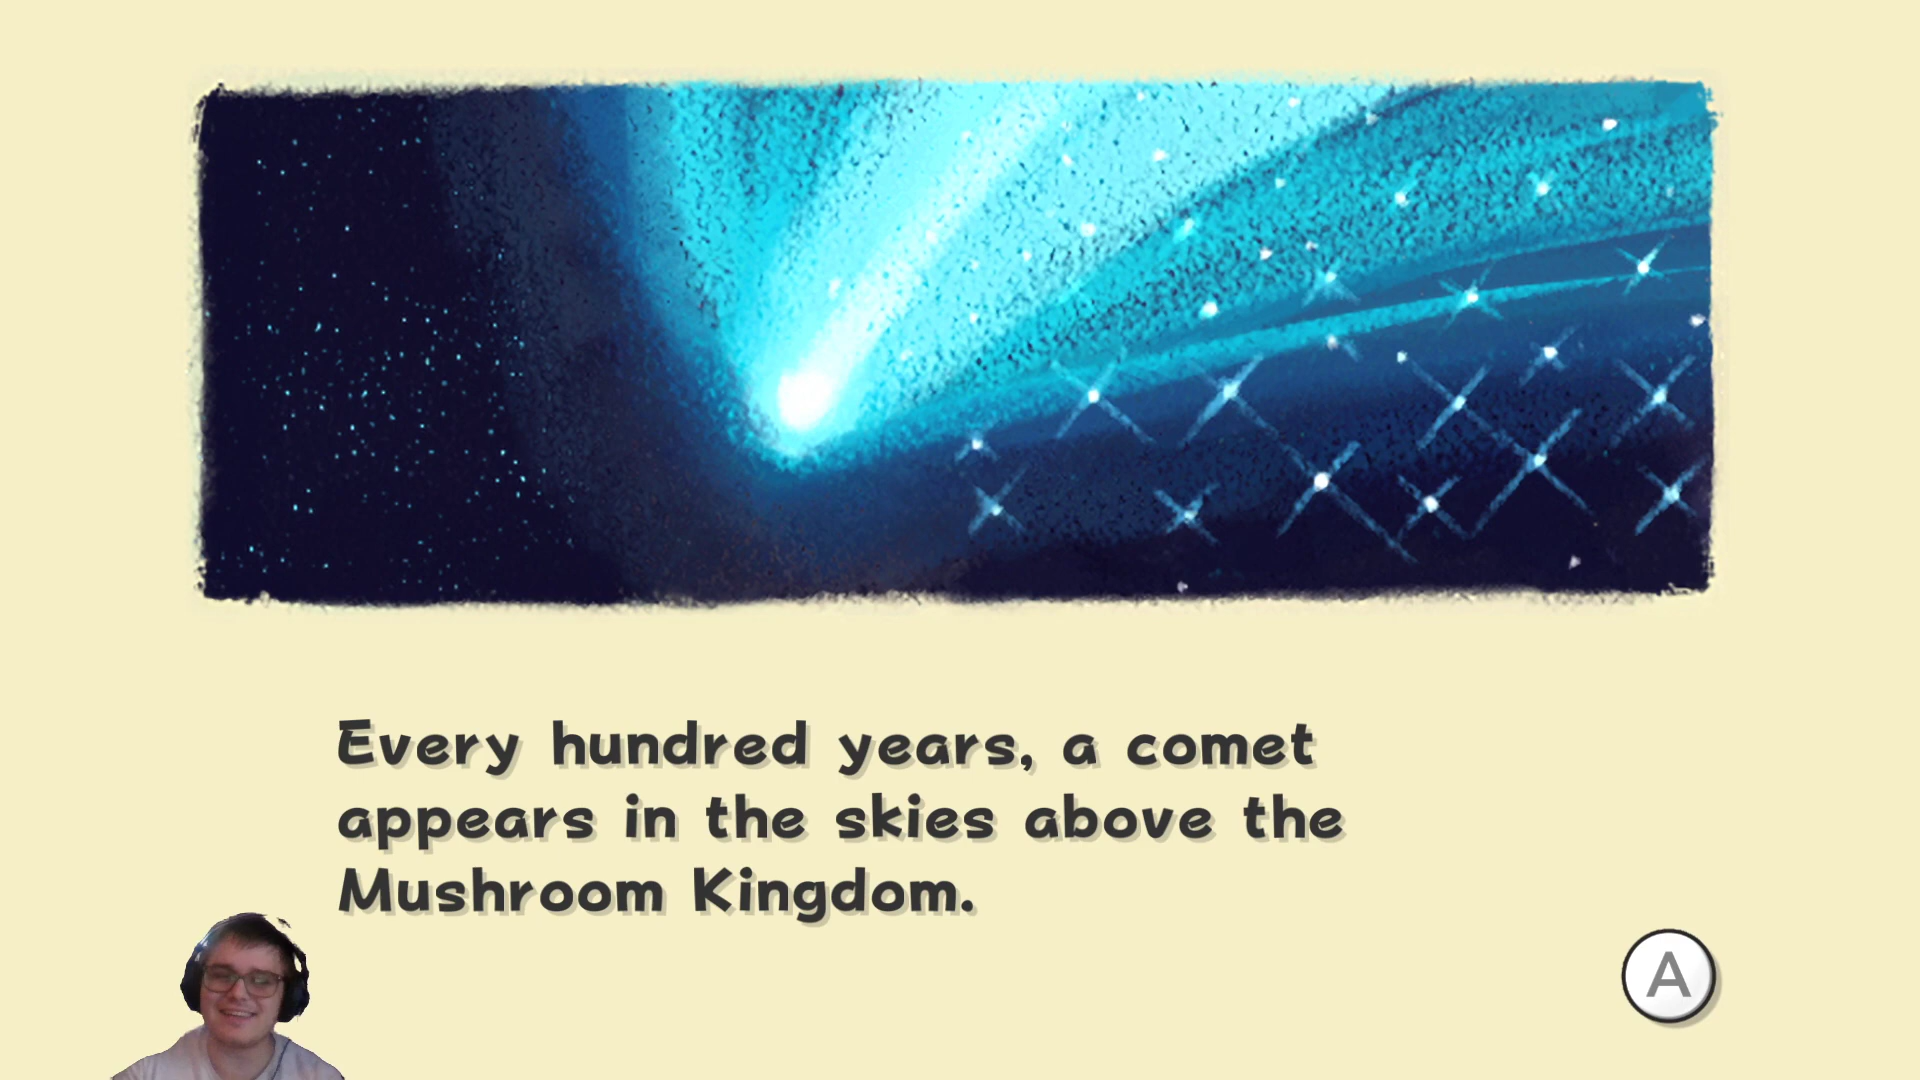 Every hundred years, a comet
appears in the skies above the
Mushroom Kingdom.
A